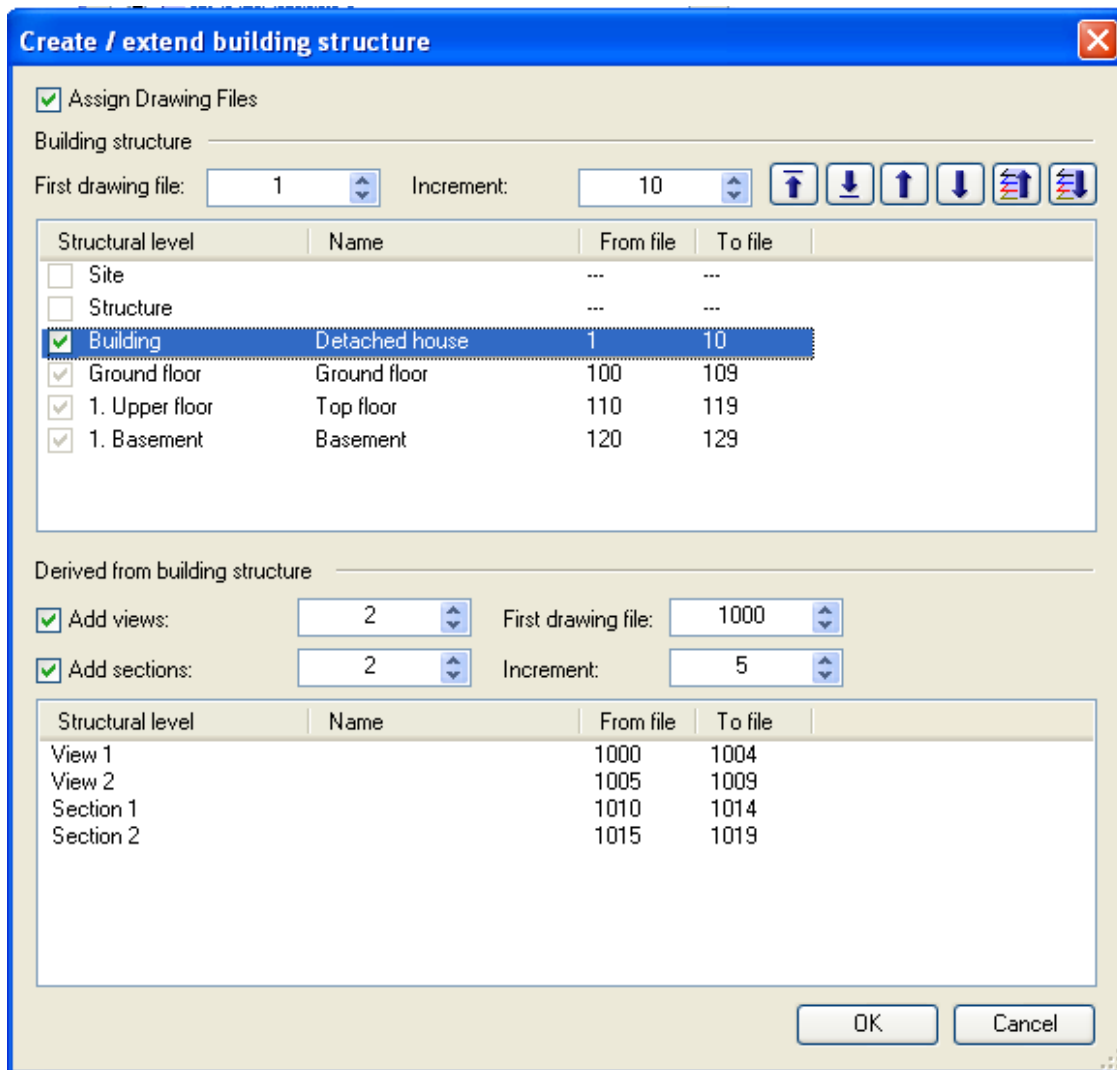 Create / extend building structure
Assign Drawing Files
Building structure
First drawing file: 1 Increment: 10
Structural level Name From file To file
Site --- ---
Structure --- ---
Building Detached house 1 10
Ground floor Ground floor 100 109
1. Upper floor Top floor 110 119
1. Basement Basement 120 129
Derived from building structure
Add views: 2 First drawing file: 1000
Add sections: 2 Increment: 5
Structural level Name From file To file
View 1 1000 1004
View 2 1005 1009
Section 1 1010 1014
Section 2 1015 1019
OK Cancel